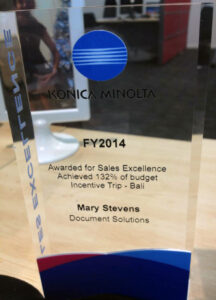 KONICA MINOLTA
FY2014
Awarded for Sales Excellence
Achieved 132% of budget
Incentive Trip - Bali
Mary Stevens
Document Solutions
EXCELLENCE